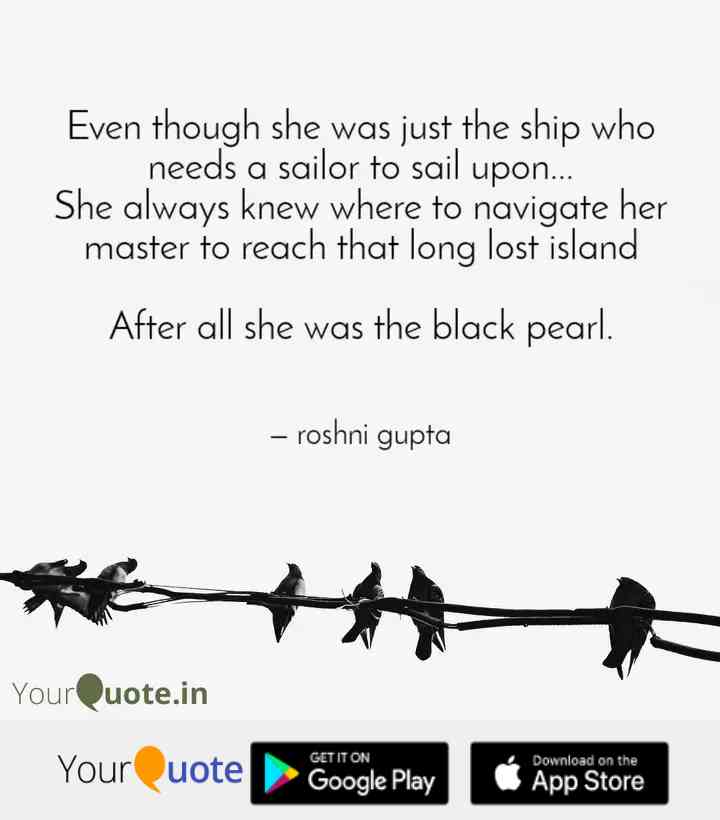 Even though she was just the ship who
needs a sailor to sail upon...
She always knew where to navigate her
master to reach that long lost island
After all she was the black pearl.
– roshni gupta
YourQuote.in
YourQuote
GET IT ON
Google Play
Download on the
App Store